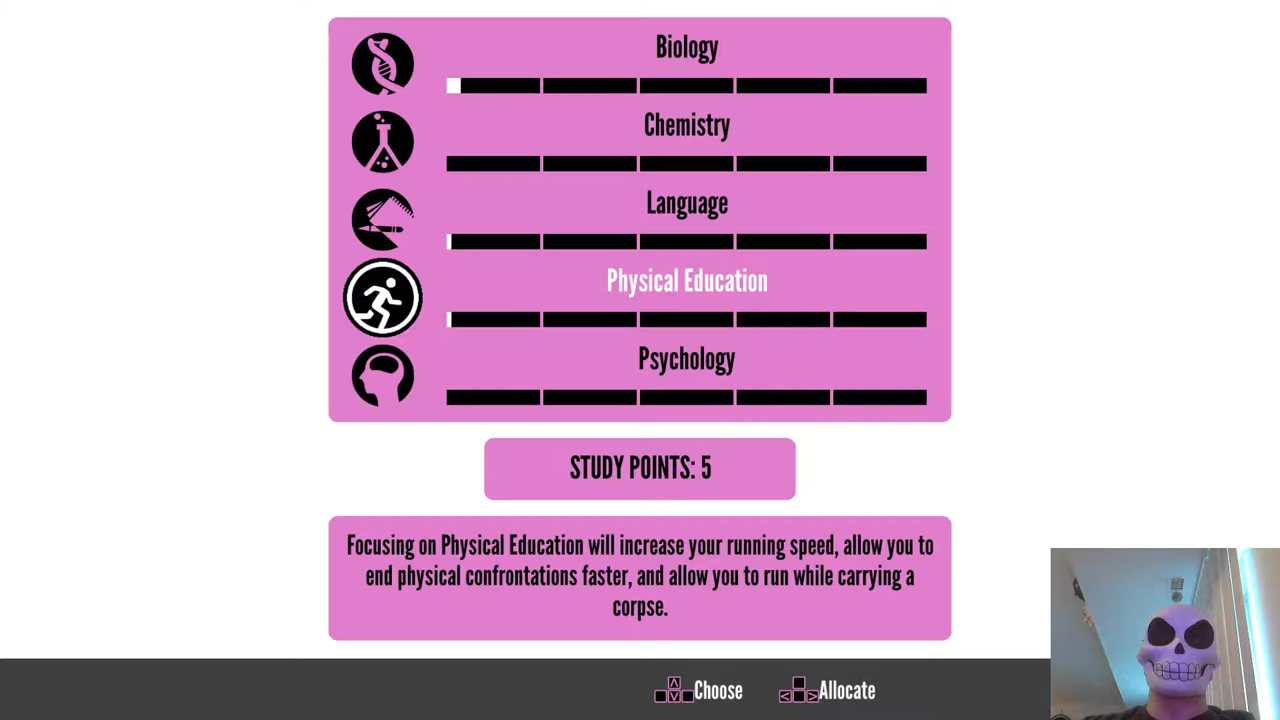 Biology
Chemistry
Language
Physical Education
Psychology
STUDY POINTS: 5
Focusing on Physical Education will increase your running speed, allow you to
end physical confrontations faster, and allow you to run while carrying a
corpse.
Choose Allocate